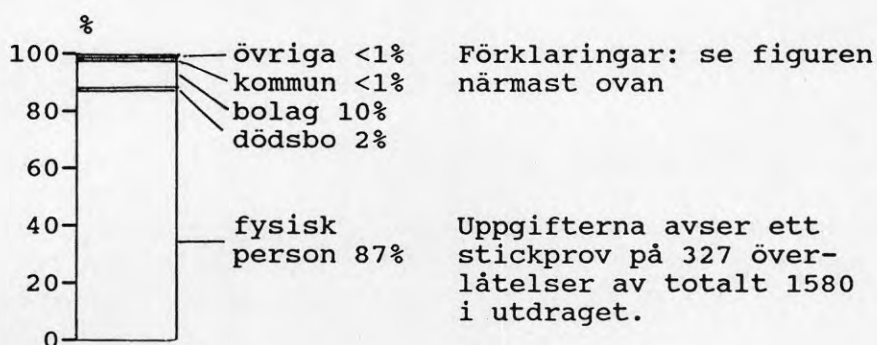 %
100
övriga <1%
kommun <1%
bolag 10%
dödsbo 2%
80
60
40
fysisk
person 87%
20
0
Förklaringar: se figuren
närmast ovan
Uppgifterna avser ett
stickprov på 327 över-
låtelser av totalt 1580
i utdraget.